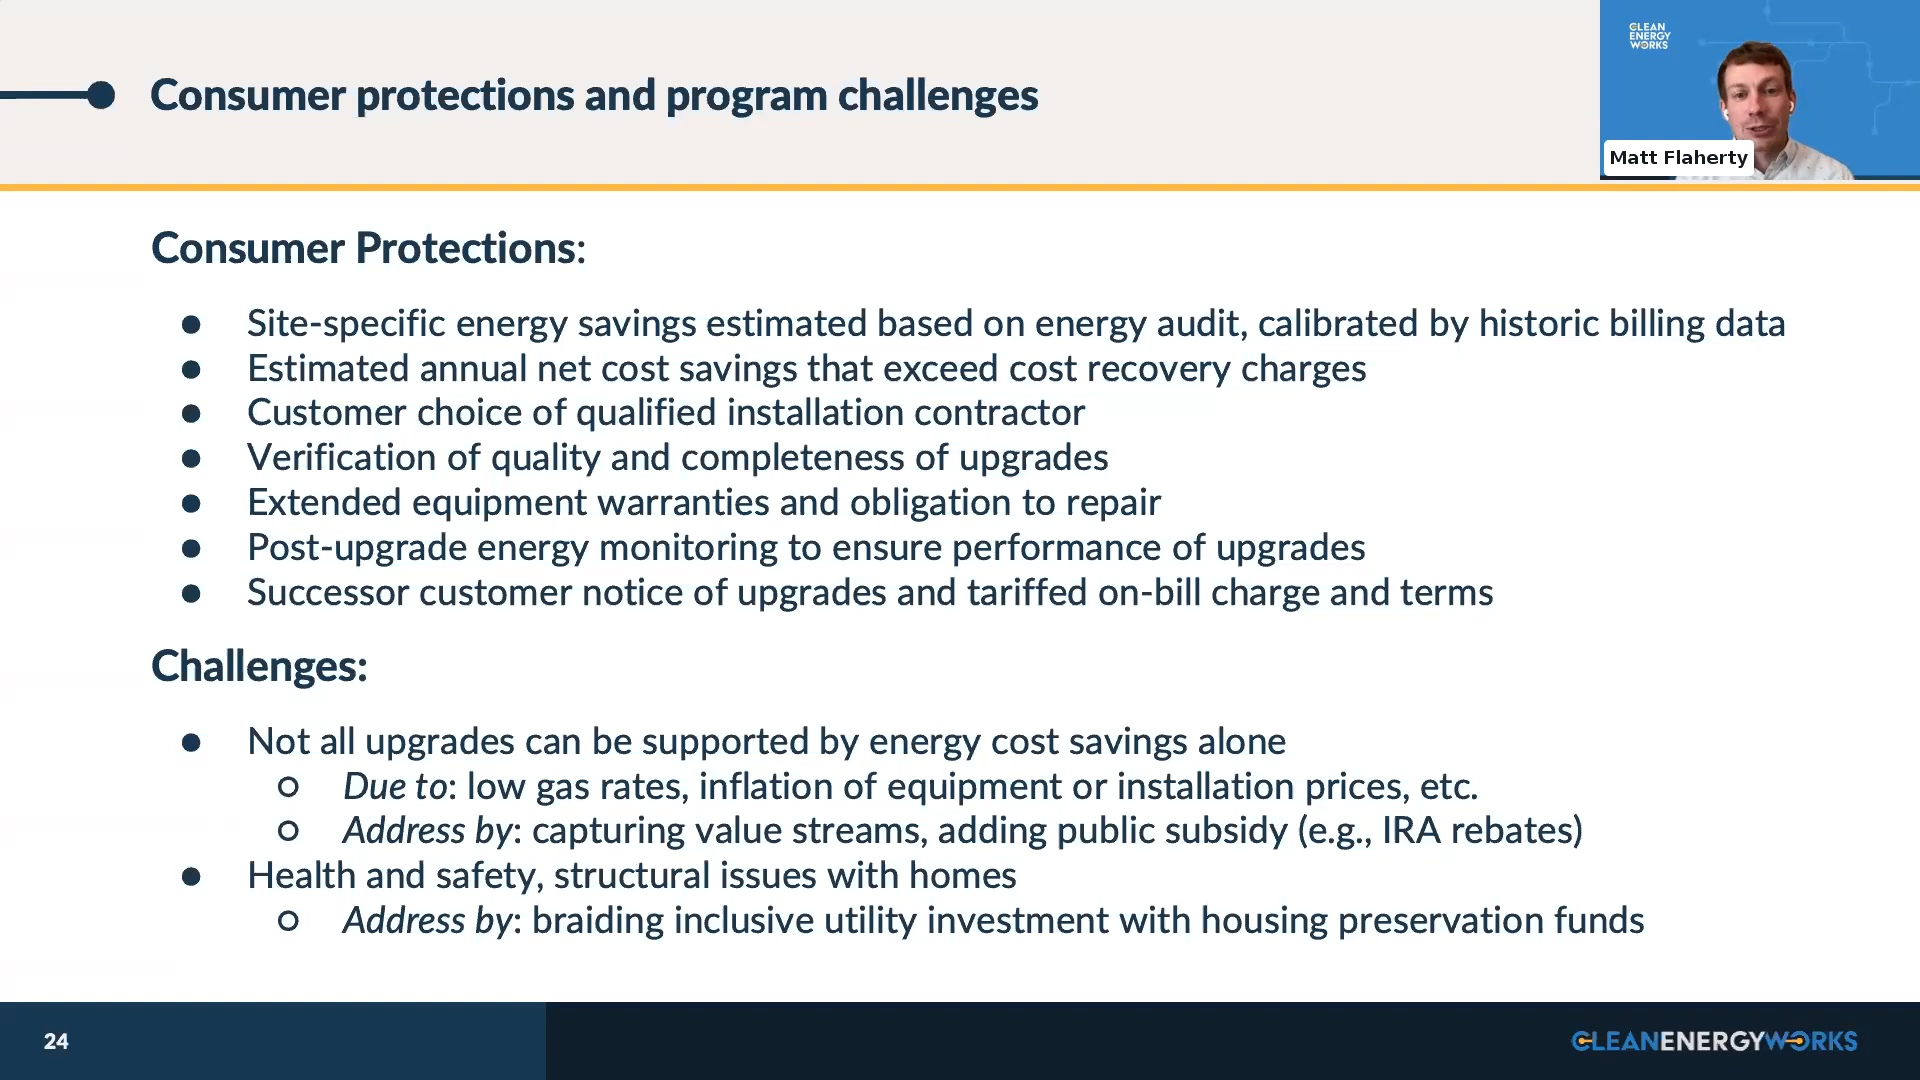 Consumer protections and program challenges
CLEAN
ENERGY
WORKS
Matt Flaherty
Consumer Protections:
● Site-specific energy savings estimated based on energy audit, calibrated by historic billing data
● Estimated annual net cost savings that exceed cost recovery charges
● Customer choice of qualified installation contractor
● Verification of quality and completeness of upgrades
● Extended equipment warranties and obligation to repair
● Post-upgrade energy monitoring to ensure performance of upgrades
● Successor customer notice of upgrades and tariffed on-bill charge and terms
Challenges:
● Not all upgrades can be supported by energy cost savings alone
○ Due to: low gas rates, inflation of equipment or installation prices, etc.
○ Address by: capturing value streams, adding public subsidy (e.g., IRA rebates)
● Health and safety, structural issues with homes
○ Address by: braiding inclusive utility investment with housing preservation funds
24
CLEANENERGYWORKS